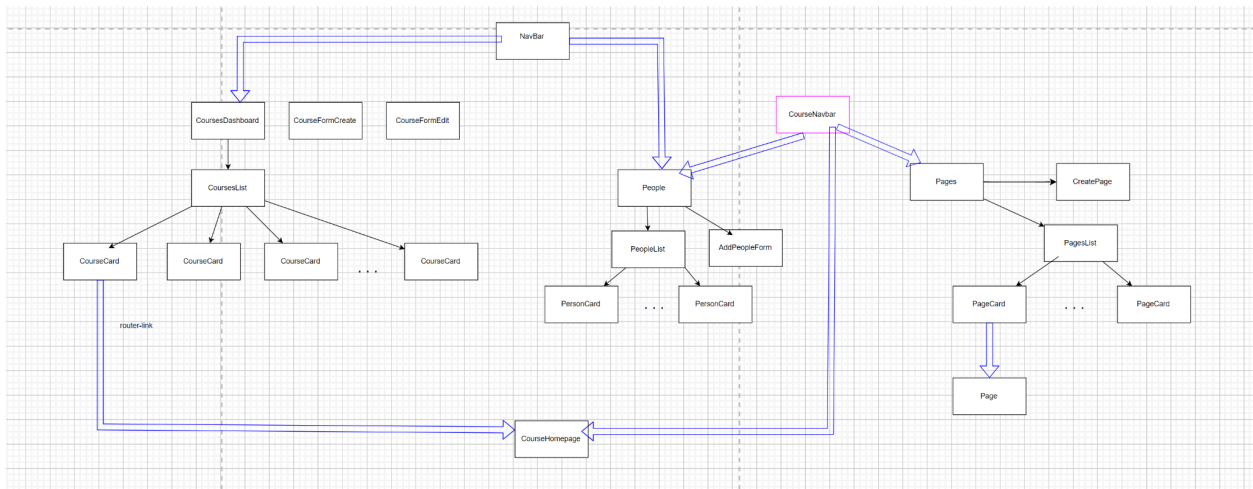 NavBar
CoursesDashboard
CourseFormCreate
CourseFormEdit
CourseNavbar
CoursesList
People
Pages
CreatePage
PeopleList
AddPeopleForm
PagesList
CourseCard
CourseCard
CourseCard
. . .
CourseCard
PersonCard
. . .
PersonCard
PageCard
. . .
PageCard
router-link
Page
CourseHomepage